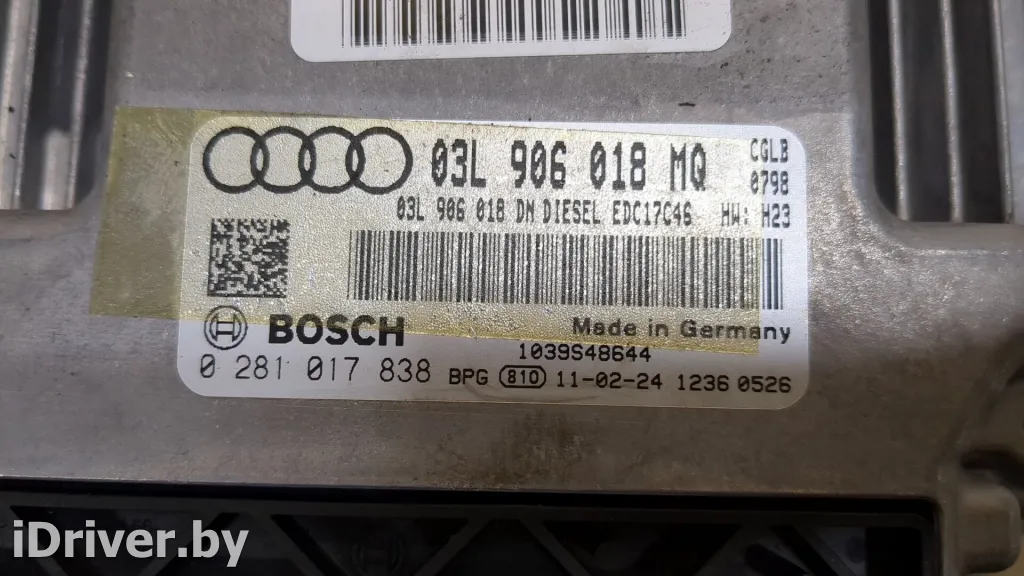 03L 906 018 MQ CGLB
0798
03L 906 018 DN DIESEL EDC17C46 HW: H23
BOSCH Made in Germany
1039S48644
0 281 017 838 BPG 810 11-02-24 1236 0526
iDriver.by